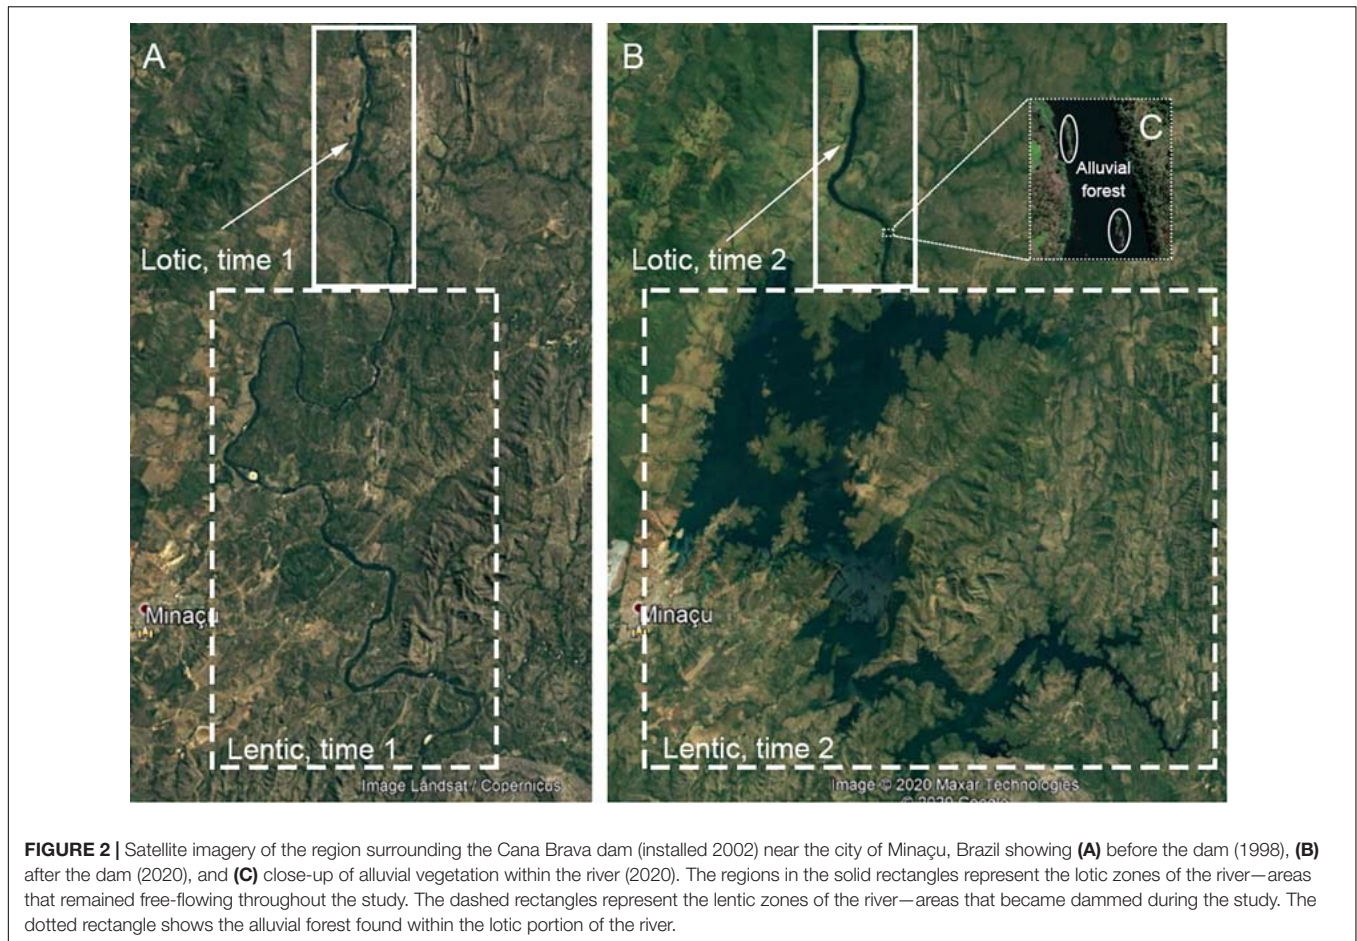 A
B
C
Alluvial
forest
Lotic, time 1
Lotic, time 2
Minaçu
Minaçu
Lentic, time 1
Lentic, time 2
Image Landsat / Copernicus
Image © 2020 Maxar Technologies
© 2020 Google
FIGURE 2 | Satellite imagery of the region surrounding the Cana Brava dam (installed 2002) near the city of Minaçu, Brazil showing (A) before the dam (1998), (B)
after the dam (2020), and (C) close-up of alluvial vegetation within the river (2020). The regions in the solid rectangles represent the lotic zones of the river—areas
that remained free-flowing throughout the study. The dashed rectangles represent the lentic zones of the river—areas that became dammed during the study. The
dotted rectangle shows the alluvial forest found within the lotic portion of the river.